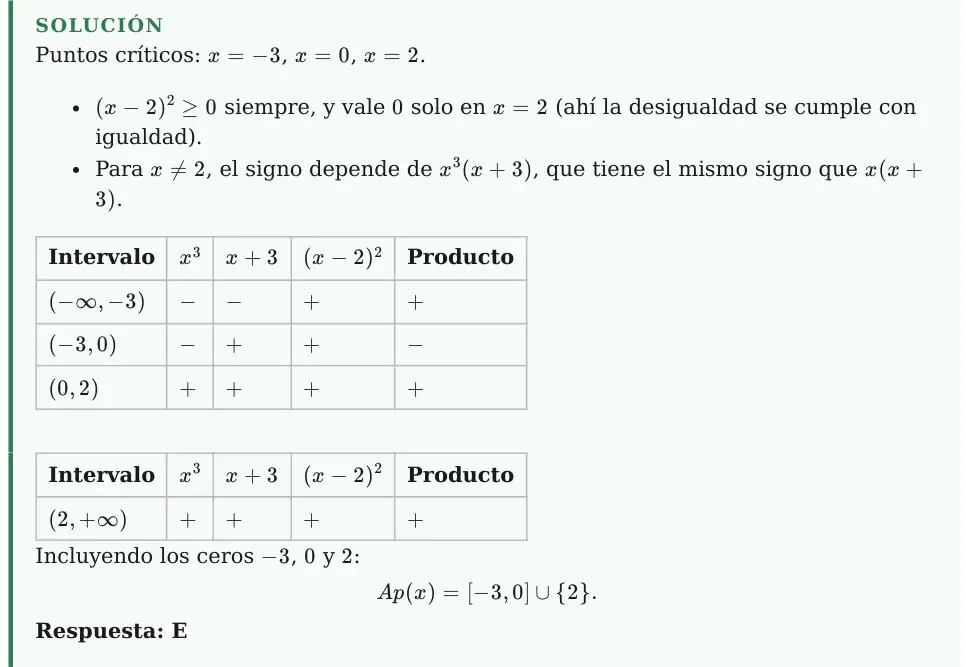 SOLUCIÓN
Puntos críticos: x = −3, x = 0, x = 2.
• (x − 2)² ≥ 0 siempre, y vale 0 solo en x = 2 (ahí la desigualdad se cumple con
igualdad).
• Para x ≠ 2, el signo depende de x³(x + 3), que tiene el mismo signo que x(x +
3).
Intervalo x³ x + 3 (x − 2)² Producto
(−∞, −3) − − + +
(−3, 0) − + + −
(0, 2) + + + +
Intervalo x³ x + 3 (x − 2)² Producto
(2, +∞) + + + +
Incluyendo los ceros −3, 0 y 2:
Ap(x) = [−3, 0] ∪ {2}.
Respuesta: E